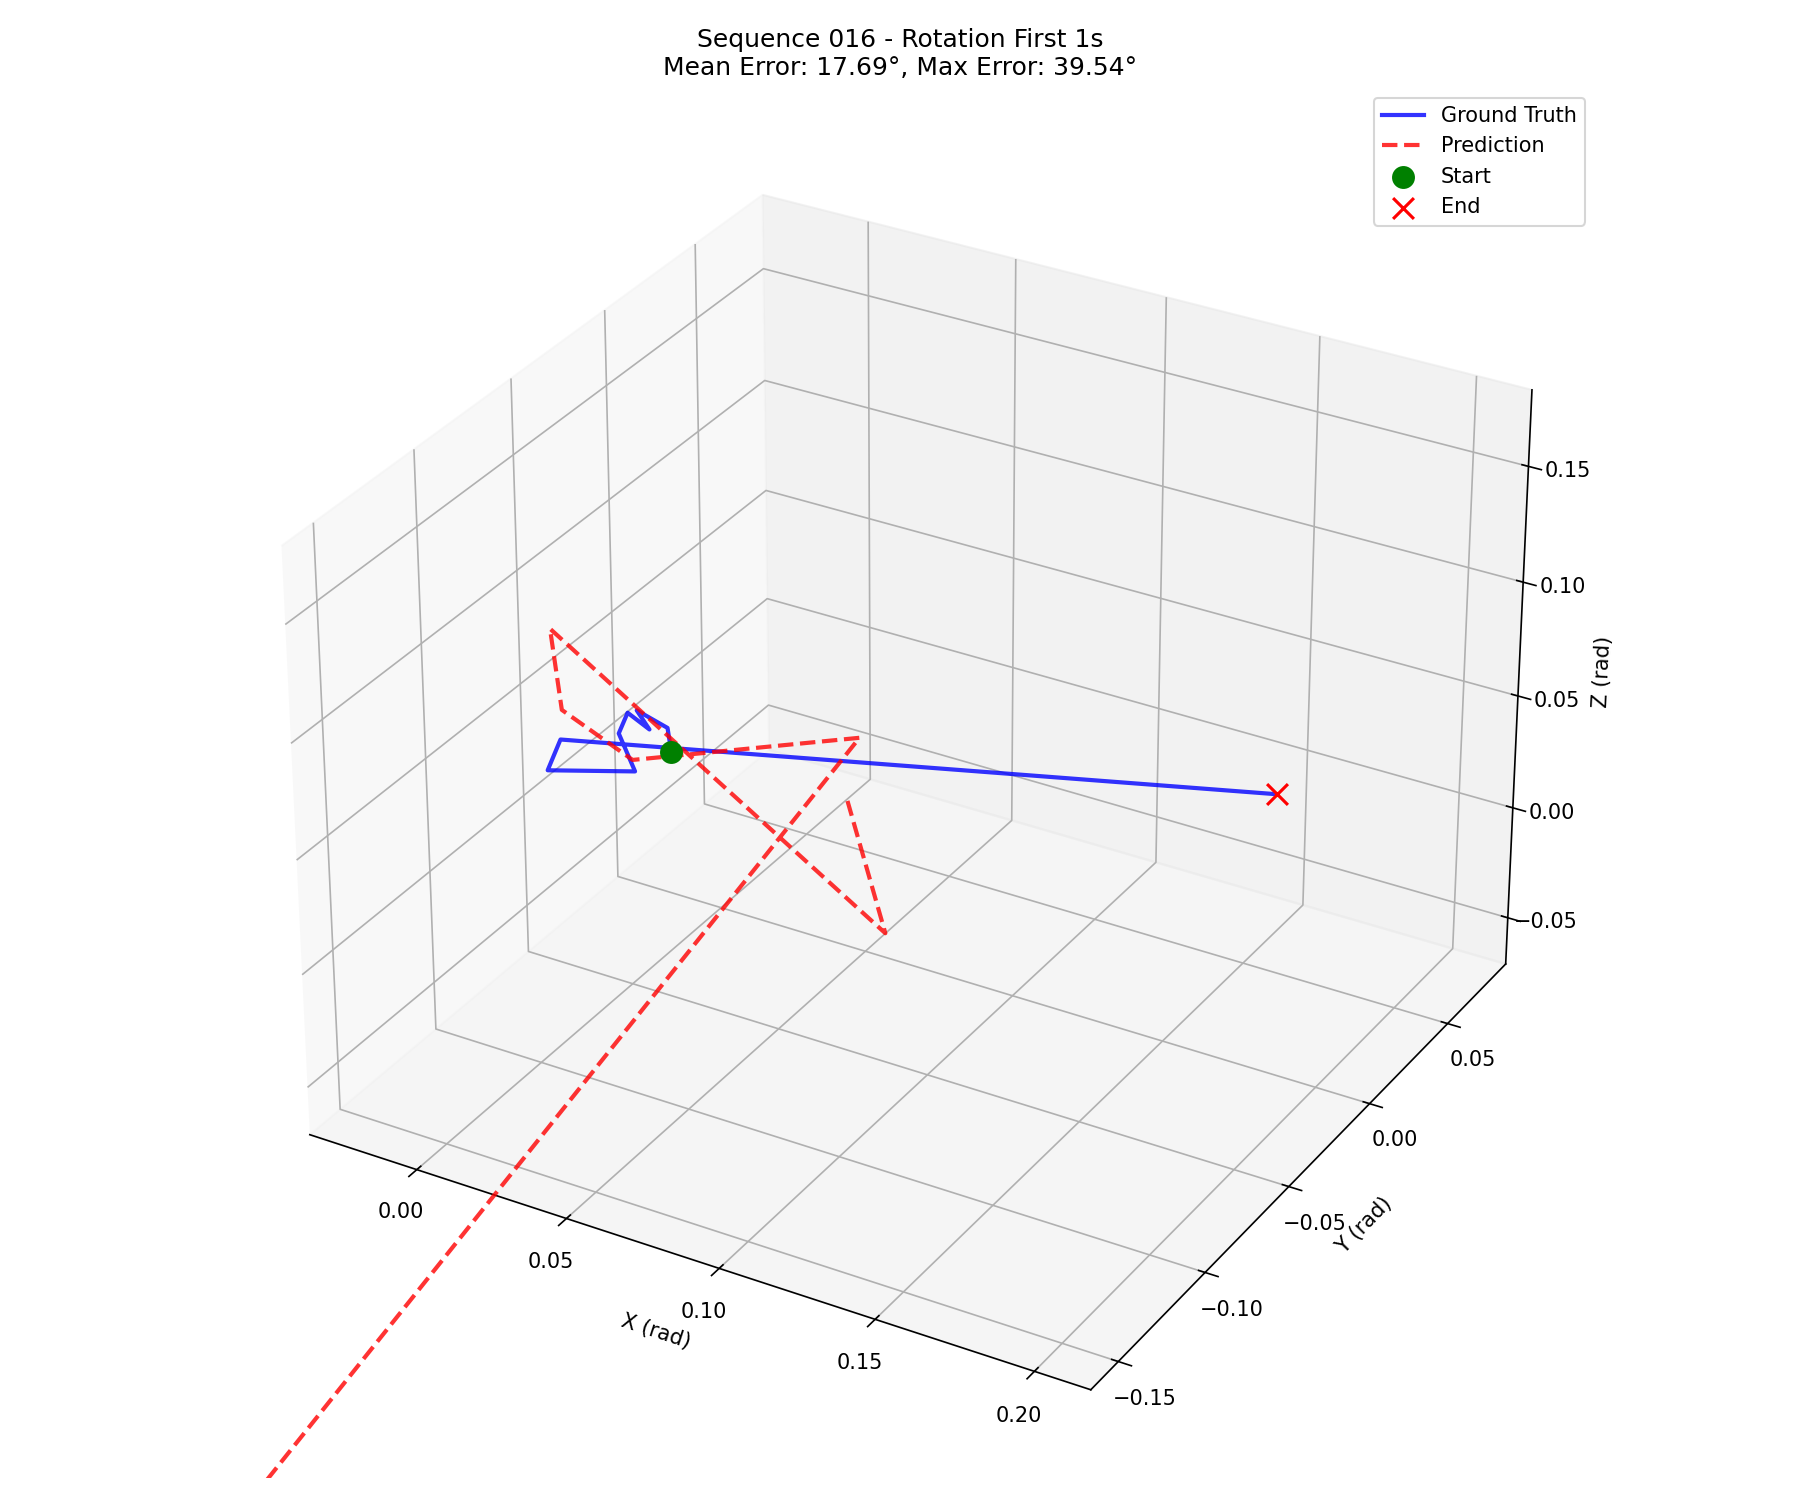 Sequence 016 - Rotation First 1s
Mean Error: 17.69°, Max Error: 39.54°
Ground Truth
Prediction
Start
End
0.15
0.10
0.05
0.00
−0.05
Z (rad)
0.05
0.00
−0.05
−0.10
−0.15
Y (rad)
0.00
0.05
0.10
0.15
0.20
X (rad)